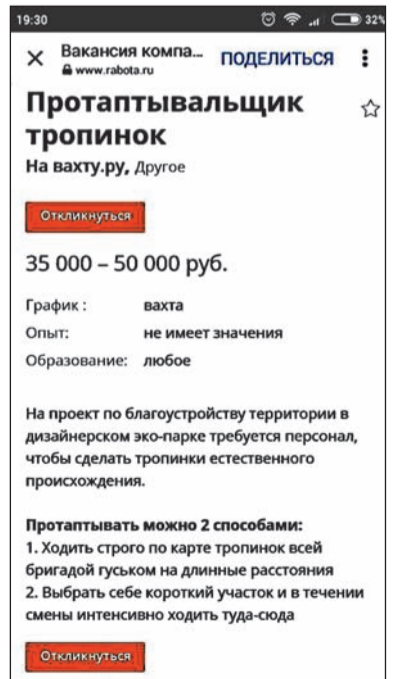 19:30
32%
Вакансия компа... ПОДЕЛИТЬСЯ
www.rabota.ru
Протаптывальщик
тропинок
На вахту.ру, Другое
Откликнуться
35 000 – 50 000 руб.
График : вахта
Опыт: не имеет значения
Образование: любое
На проект по благоустройству территории в
дизайнерском эко-парке требуется персонал,
чтобы сделать тропинки естественного
происхождения.
Протаптывать можно 2 способами:
1. Ходить строго по карте тропинок всей
бригадой гуськом на длинные расстояния
2. Выбрать себе короткий участок и в течении
смены интенсивно ходить туда-сюда
Откликнуться